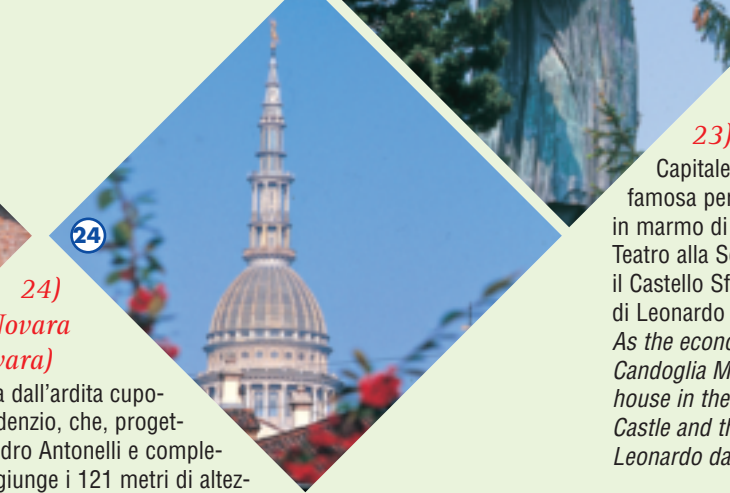 24
24)
Novara
vara)
a dall'ardita cupo-
denzio, che, proget-
dro Antonelli e comple-
giunge i 121 metri di altez-
23)
Capitale
famosa per
in marmo di
Teatro alla S
il Castello Sf
di Leonardo
As the econo
Candoglia M
house in the
Castle and th
Leonardo da